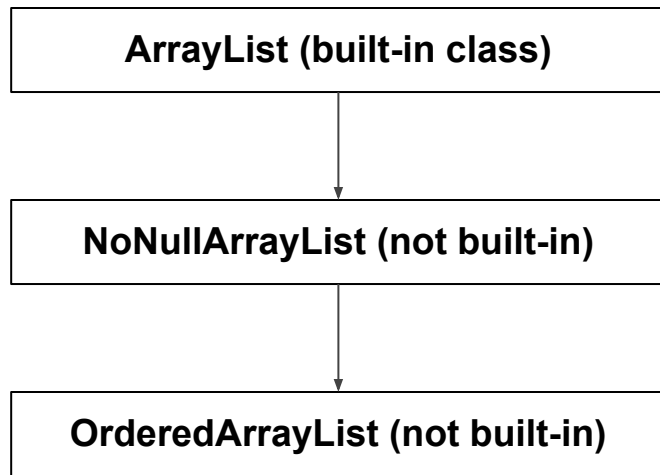 ArrayList (built-in class)
NoNullArrayList (not built-in)
OrderedArrayList (not built-in)